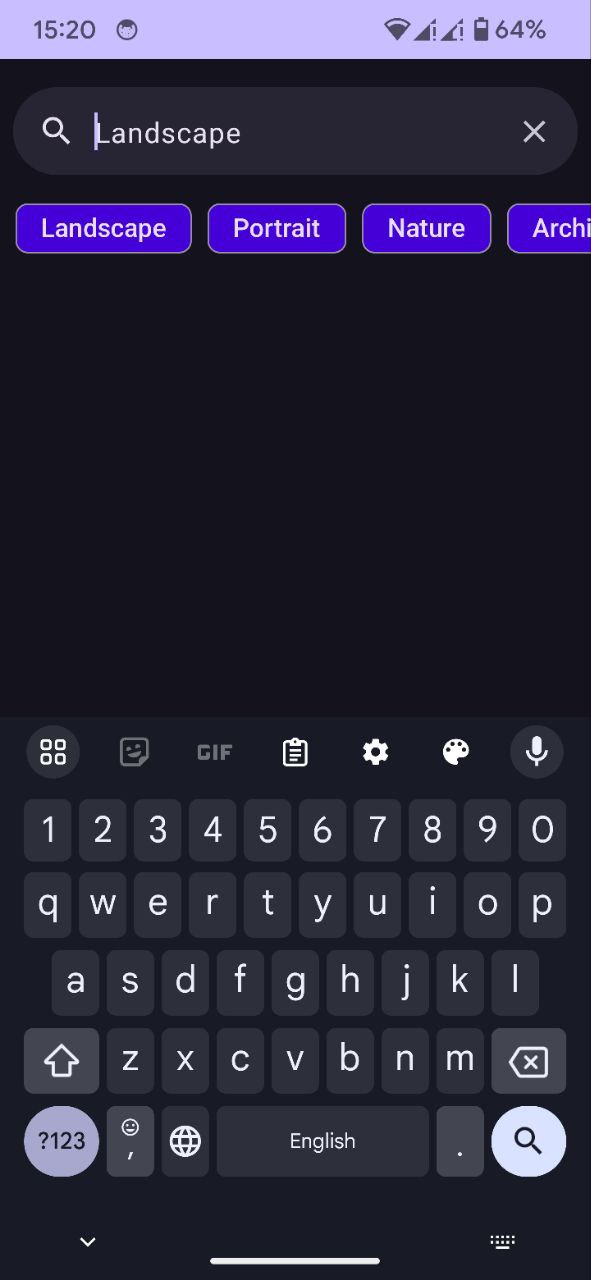 15:20 64%
Landscape
Landscape Portrait Nature Archi
GIF
1 2 3 4 5 6 7 8 9 0
q w e r t y u i o p
a s d f g h j k l
z x c v b n m
?123 , English .